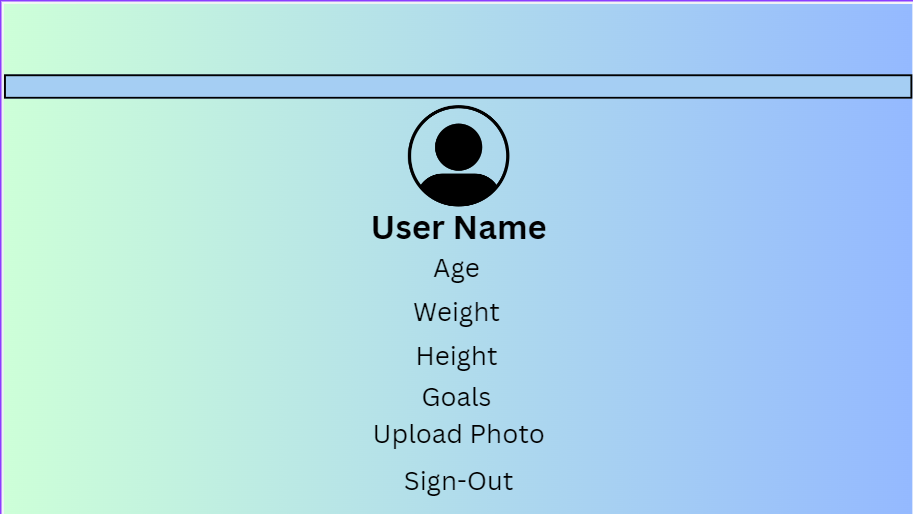 User Name
Age
Weight
Height
Goals
Upload Photo
Sign-Out